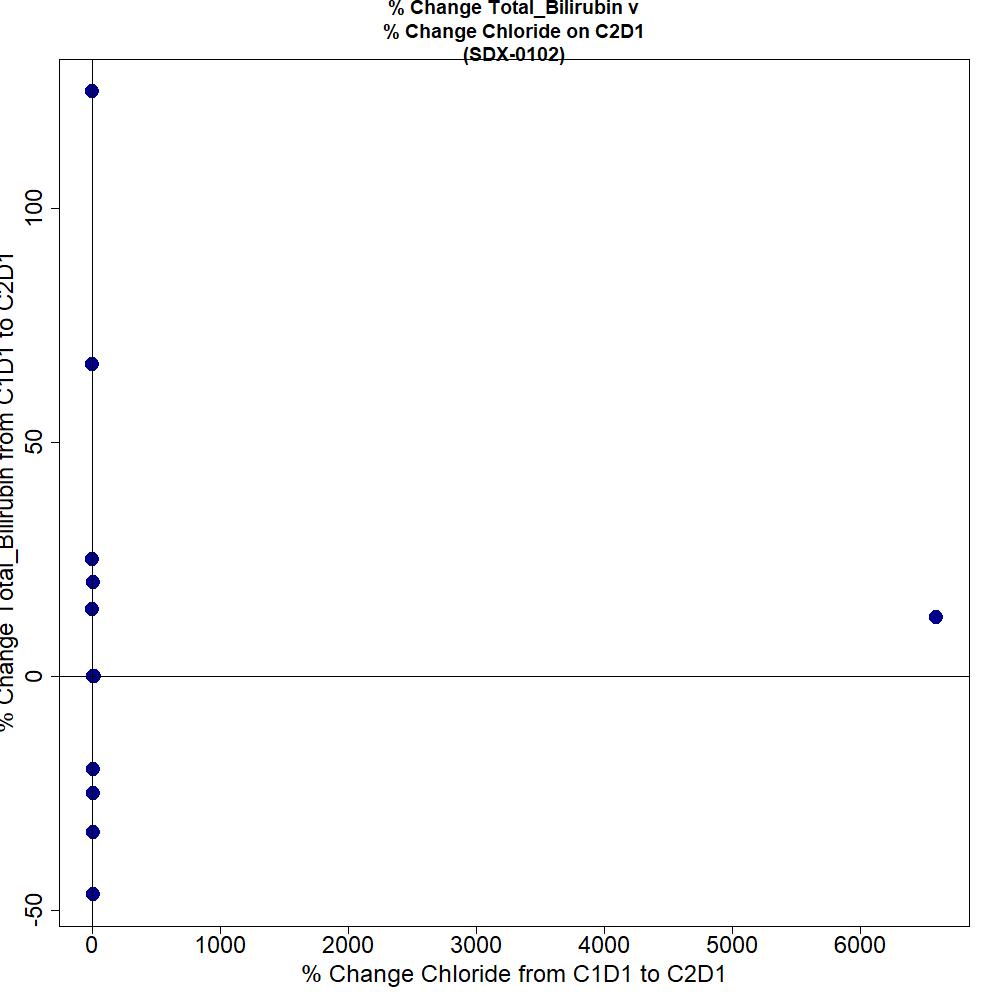 % Change Total_Bilirubin v
% Change Chloride on C2D1
(SDX-0102)
% Change Total_Bilirubin from C1D1 to C2D1
100
50
0
-50
0
1000
2000
3000
4000
5000
6000
% Change Chloride from C1D1 to C2D1